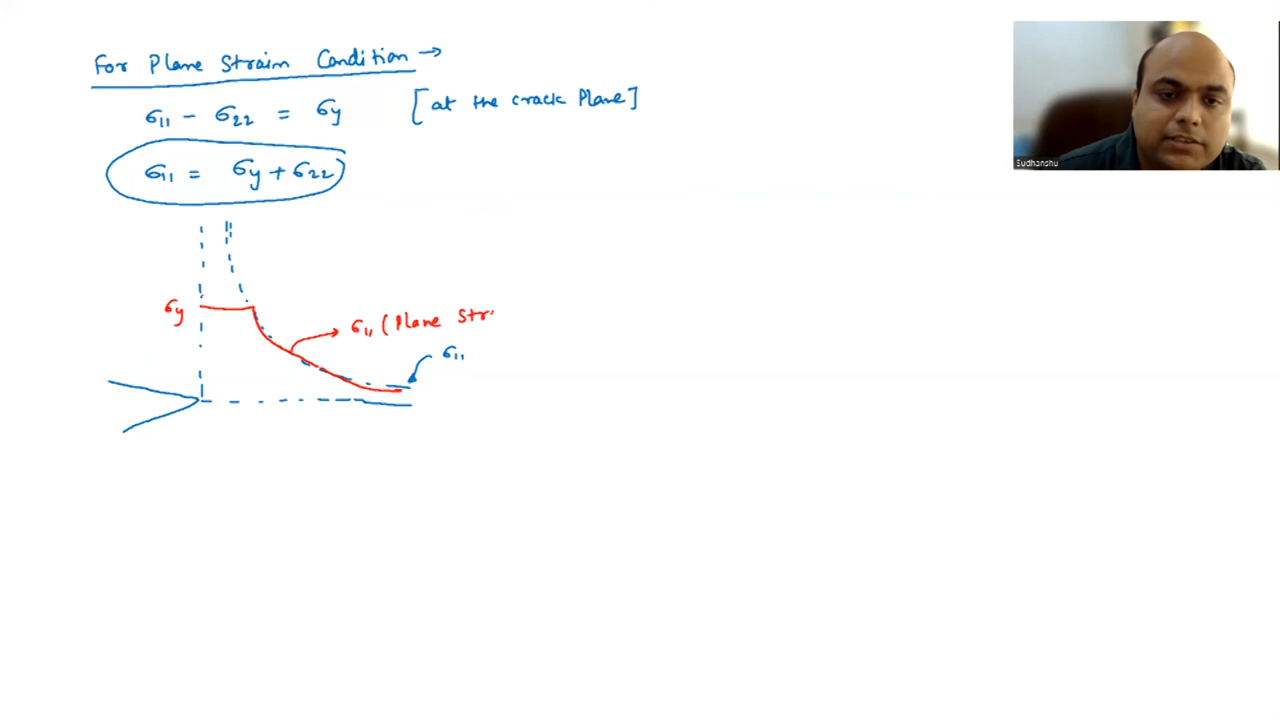 For Plane Strain Condition →
σ11 - σ22 = σy [at the crack Plane]
σ11 = σy + σ22
σy
σ11 (Plane Str
σ11
Sudhanshu